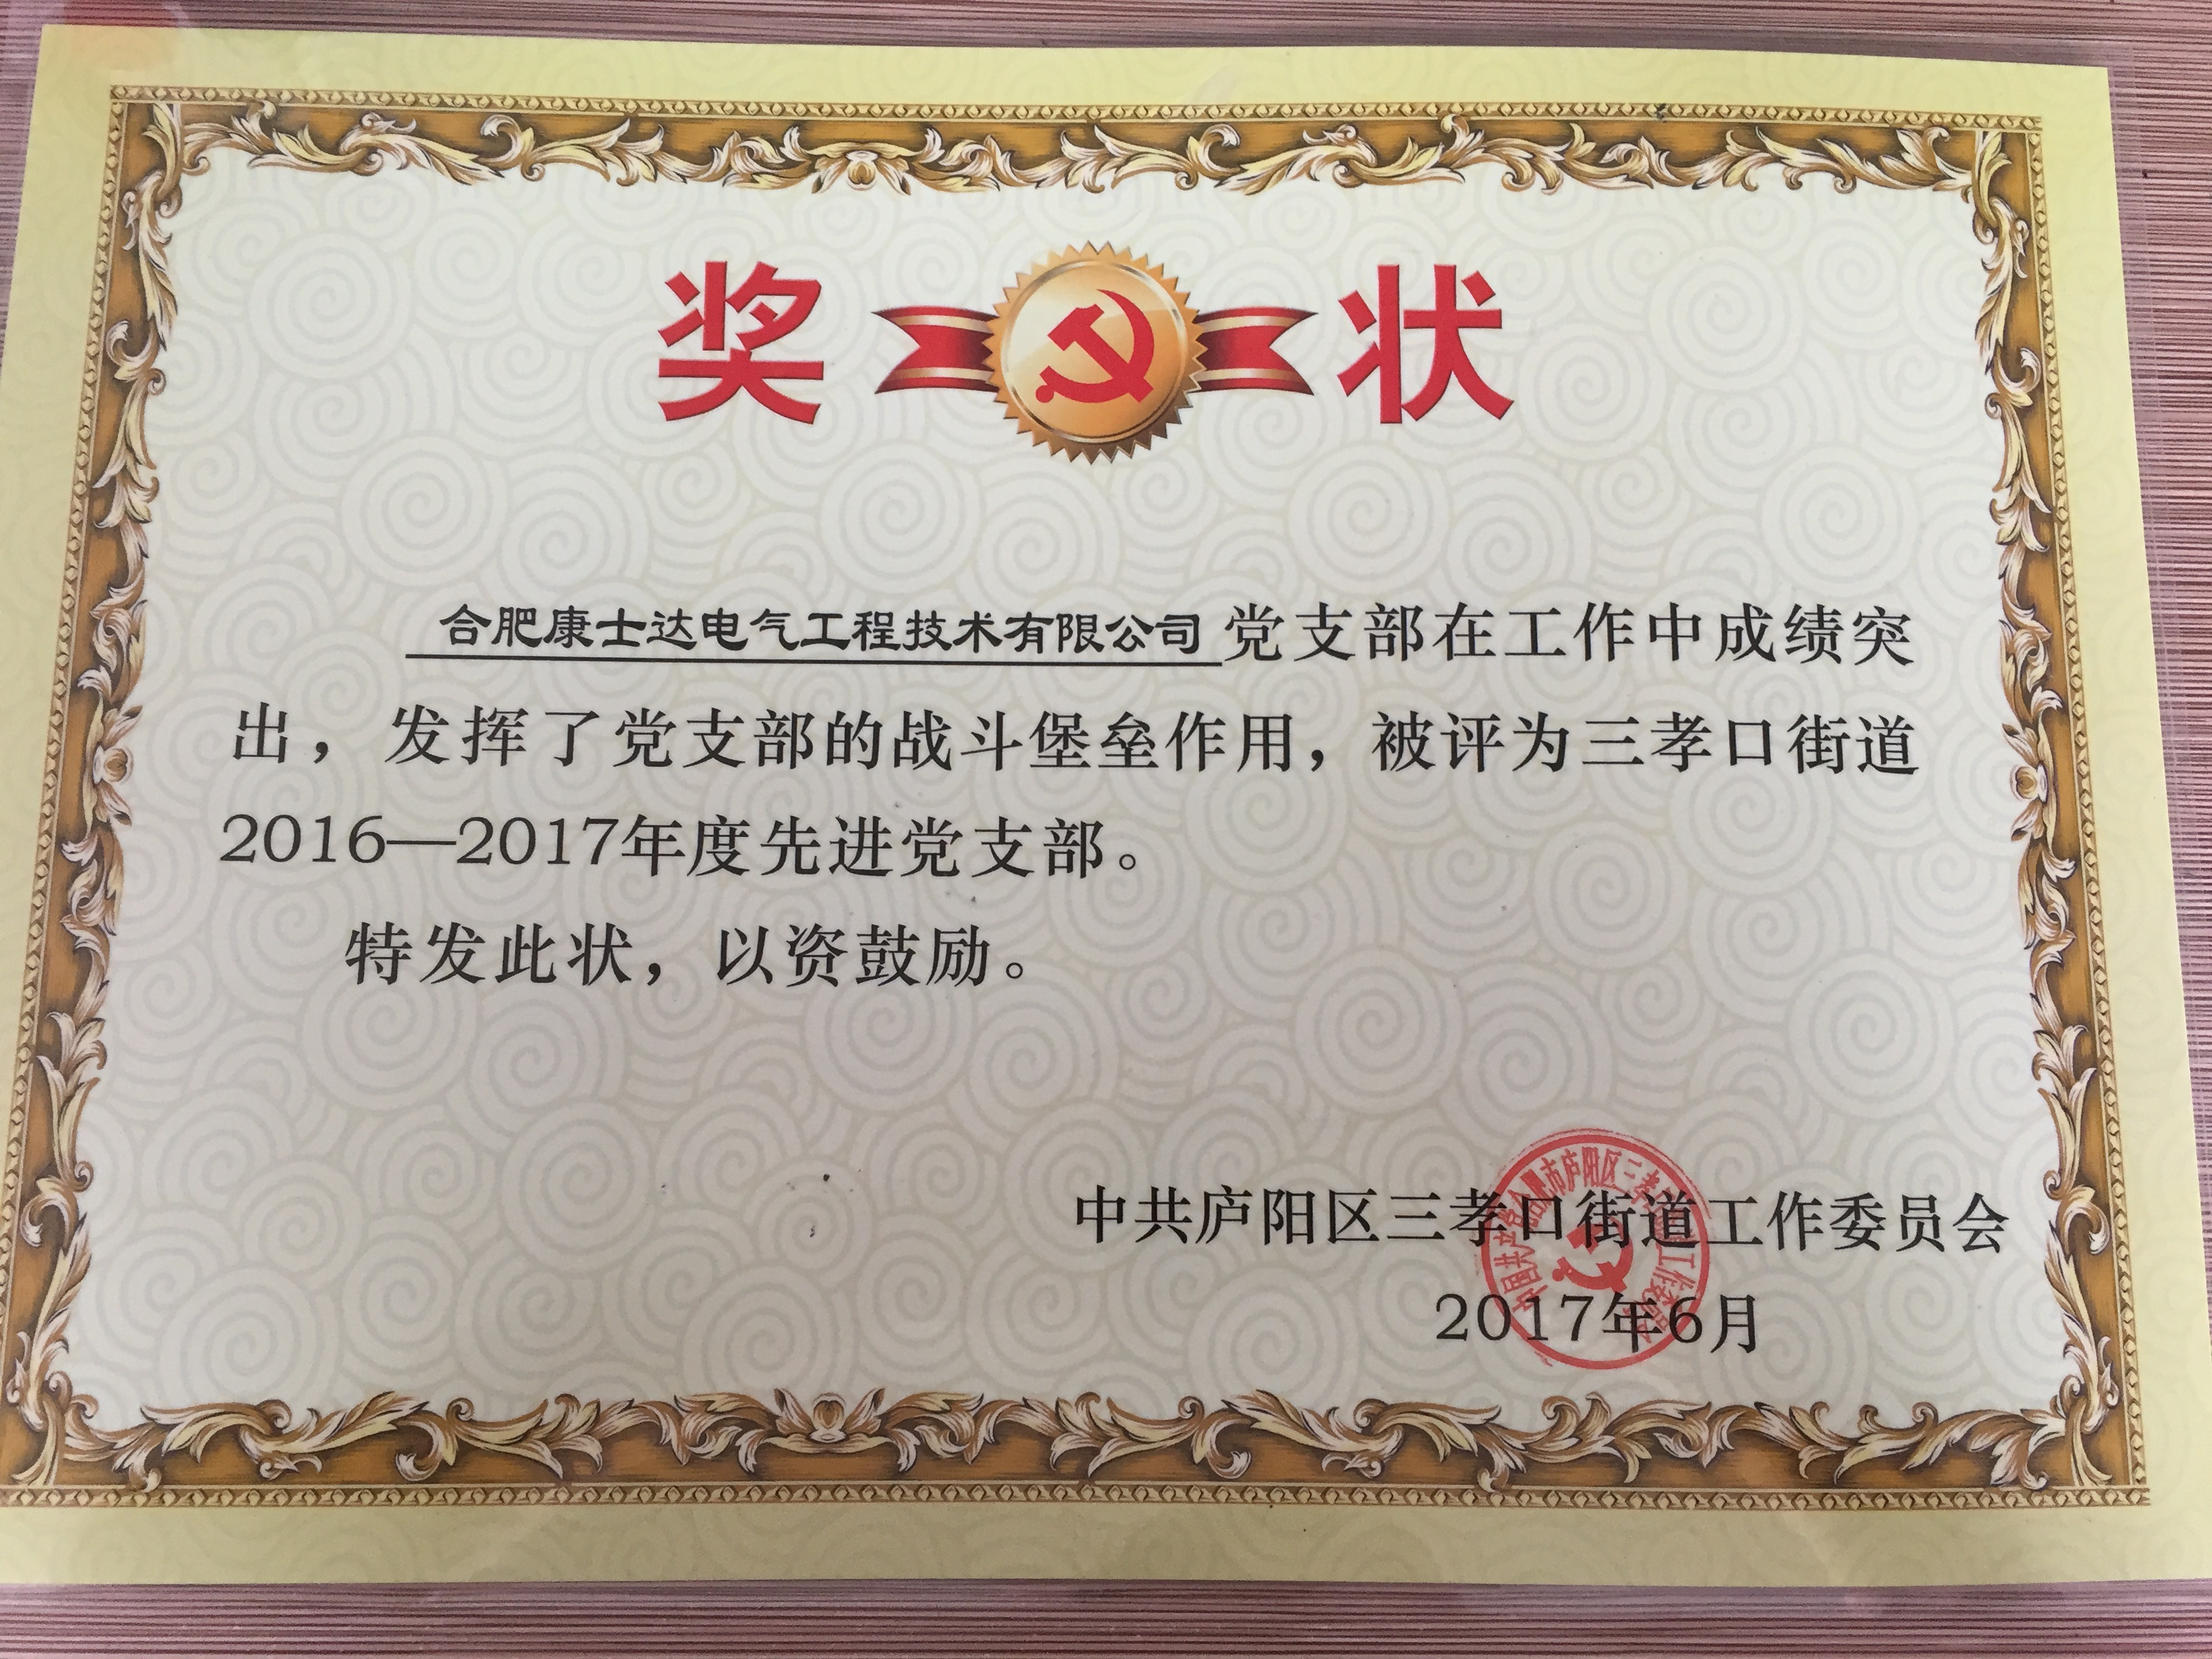 奖状
合肥康士达电气工程技术有限公司党支部在工作中成绩突
出，发挥了党支部的战斗堡垒作用，被评为三孝口街道
2016—2017年度先进党支部。
特发此状，以资鼓励。
中共庐阳区三孝口街道工作委员会
2017年6月